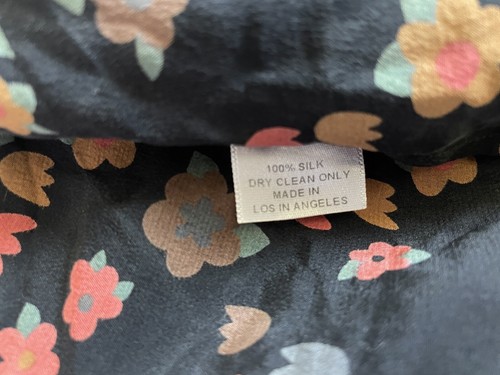 100% SILK
DRY CLEAN ONLY
MADE IN
LOS IN ANGELES